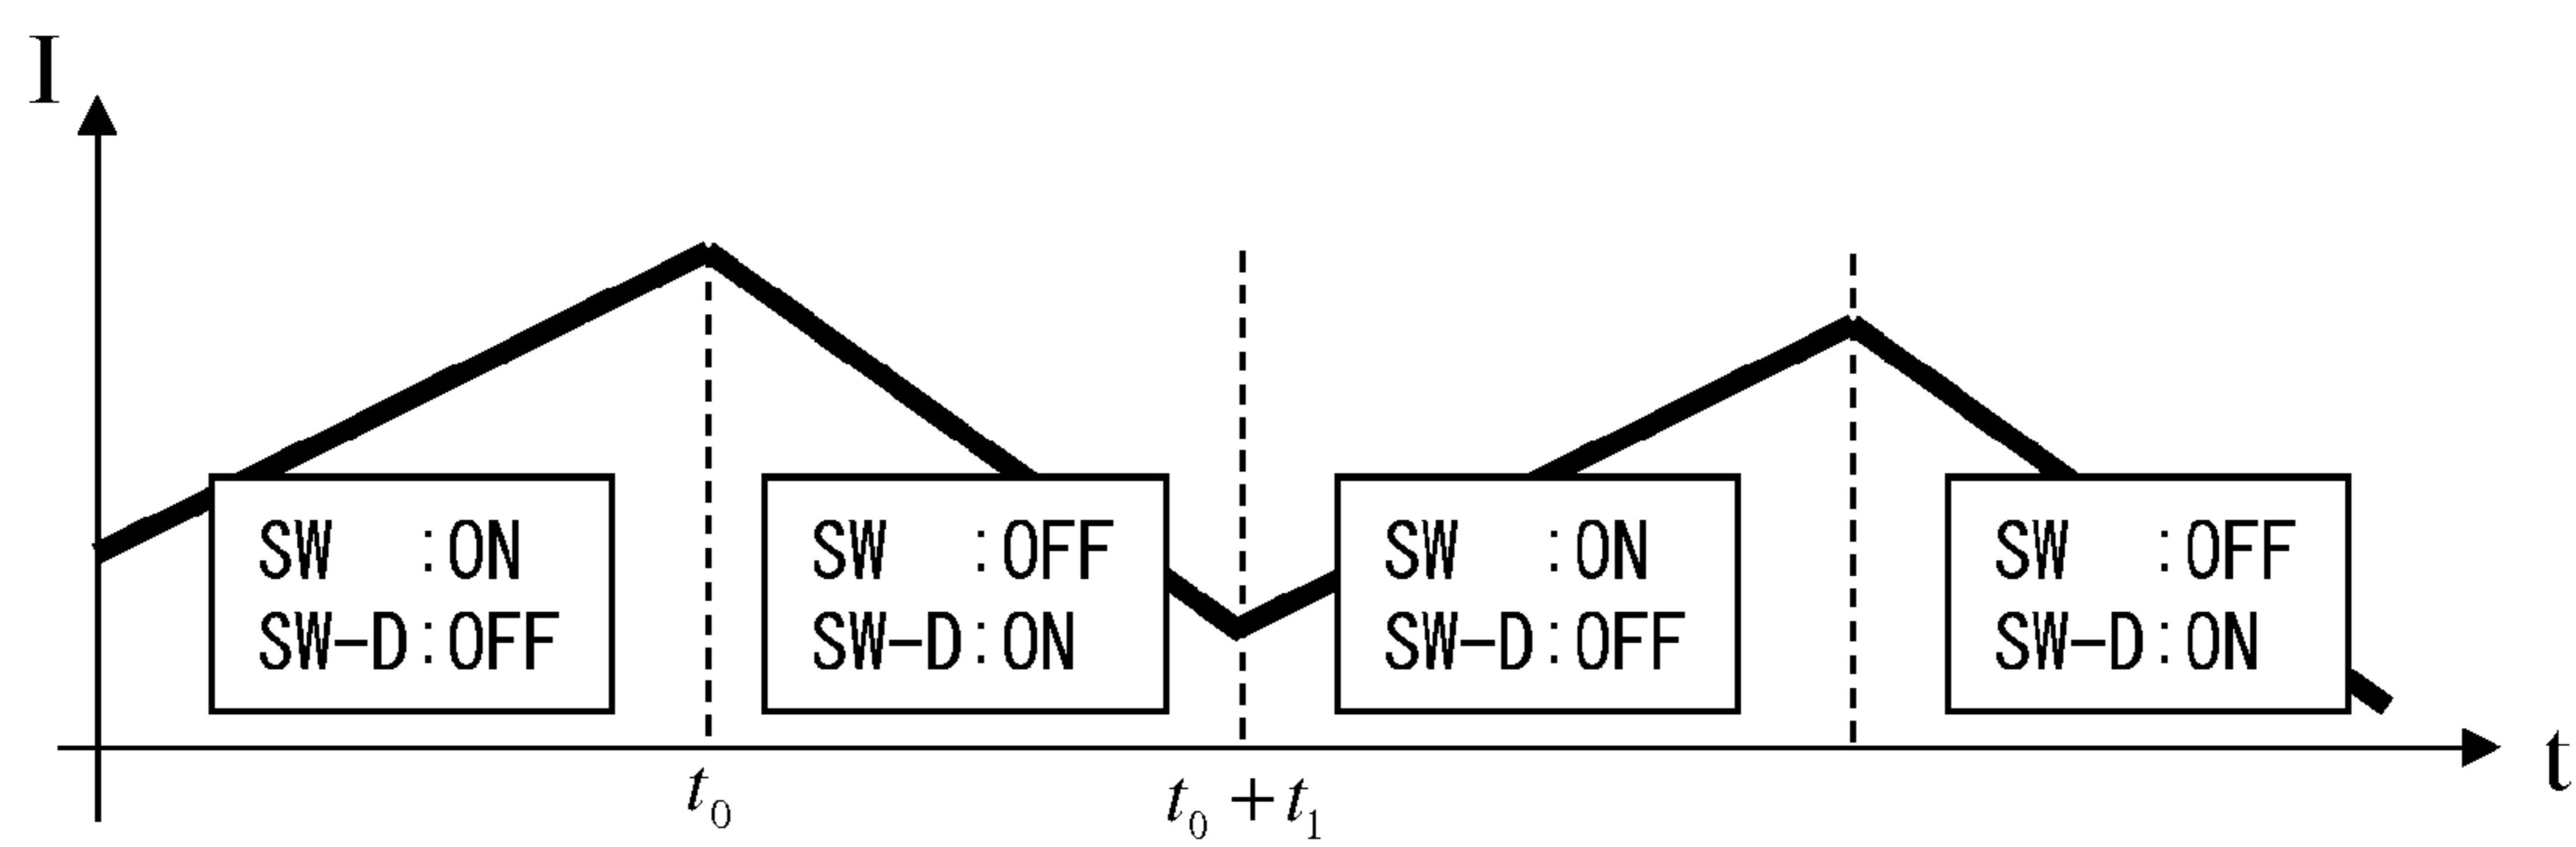 I
SW :ON
SW-D:OFF
SW :OFF
SW-D:ON
SW :ON
SW-D:OFF
SW :OFF
SW-D:ON
t
t₀
t₀ + t₁